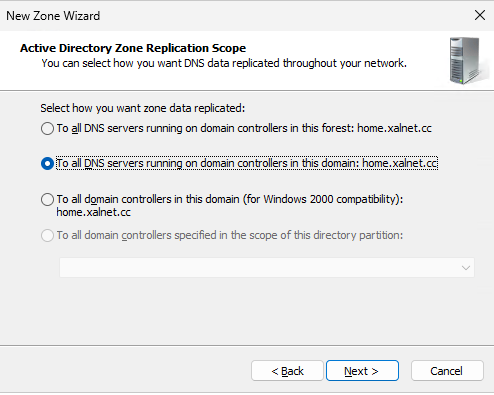 New Zone Wizard
Active Directory Zone Replication Scope
You can select how you want DNS data replicated throughout your network.
Select how you want zone data replicated:
To all DNS servers running on domain controllers in this forest: home.xalnet.cc
To all DNS servers running on domain controllers in this domain: home.xalnet.cc
To all domain controllers in this domain (for Windows 2000 compatibility):
home.xalnet.cc
To all domain controllers specified in the scope of this directory partition:
< Back
Next >
Cancel